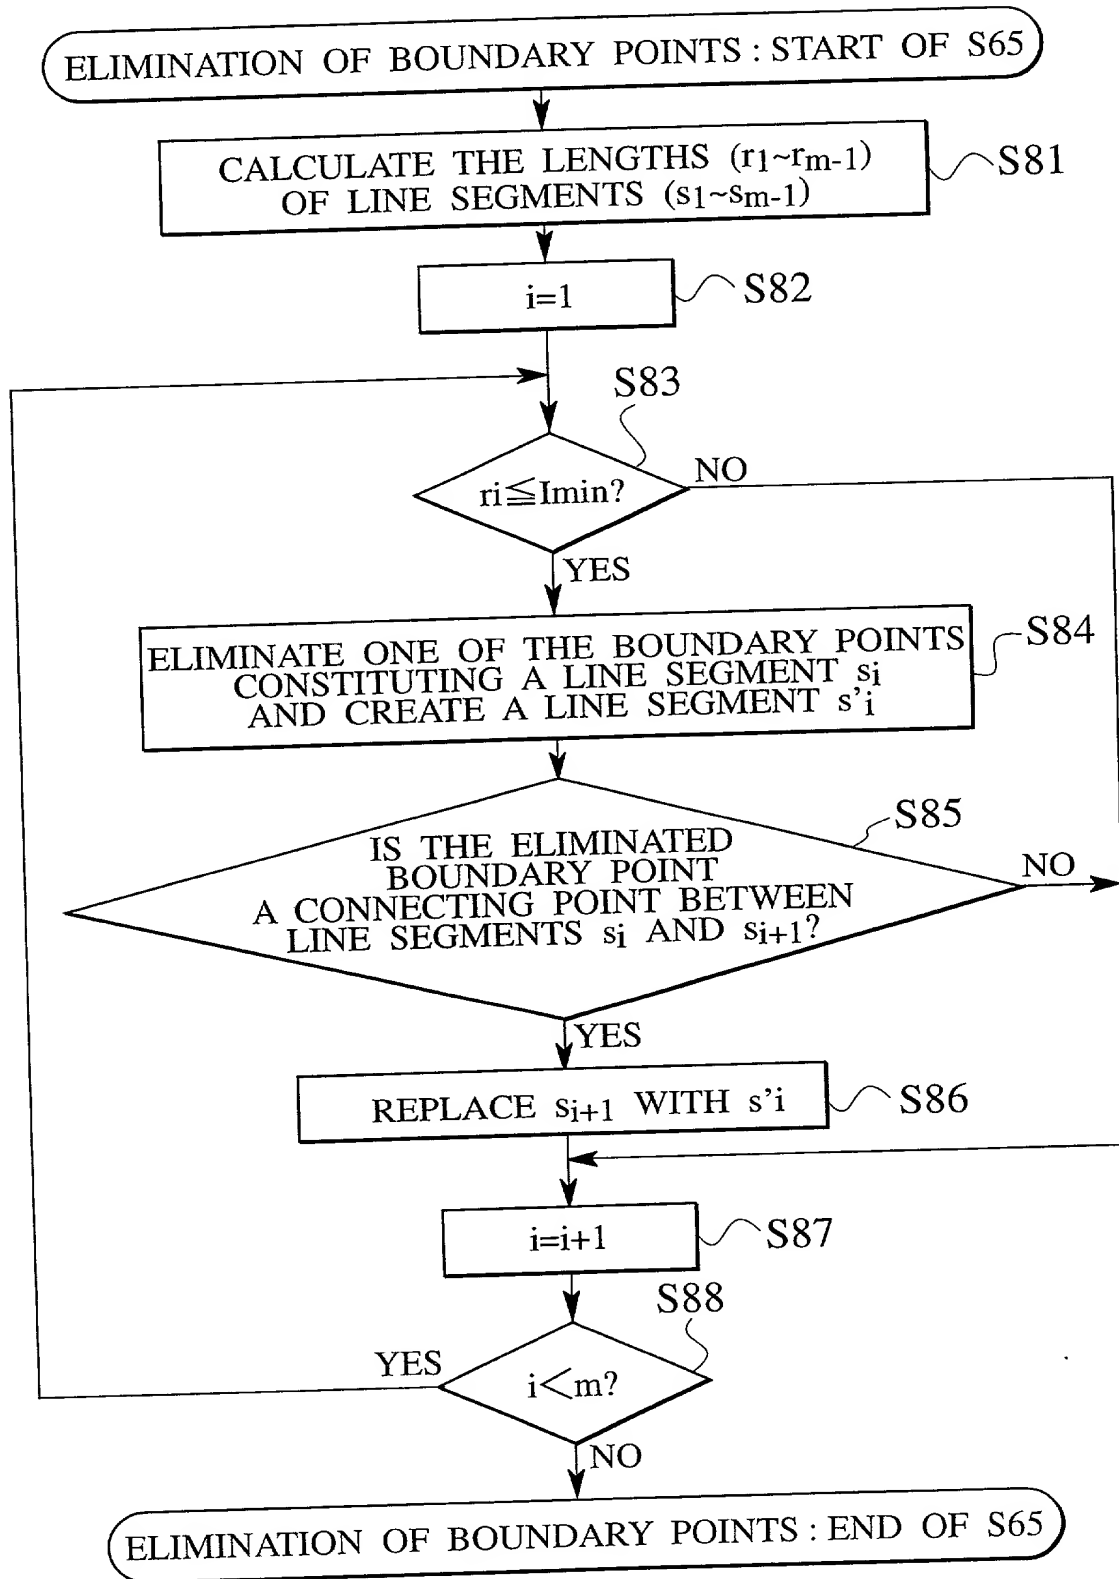 ELIMINATION OF BOUNDARY POINTS : START OF S65
CALCULATE THE LENGTHS (r1~rm-1)
OF LINE SEGMENTS (s1~sm-1)
S81
i=1
S82
S83
ri≦Imin?
NO
YES
ELIMINATE ONE OF THE BOUNDARY POINTS
CONSTITUTING A LINE SEGMENT si
AND CREATE A LINE SEGMENT s'i
S84
S85
IS THE ELIMINATED
BOUNDARY POINT
A CONNECTING POINT BETWEEN
LINE SEGMENTS si AND si+1?
NO
YES
REPLACE si+1 WITH s'i
S86
i=i+1
S87
S88
YES
i<m?
NO
ELIMINATION OF BOUNDARY POINTS : END OF S65